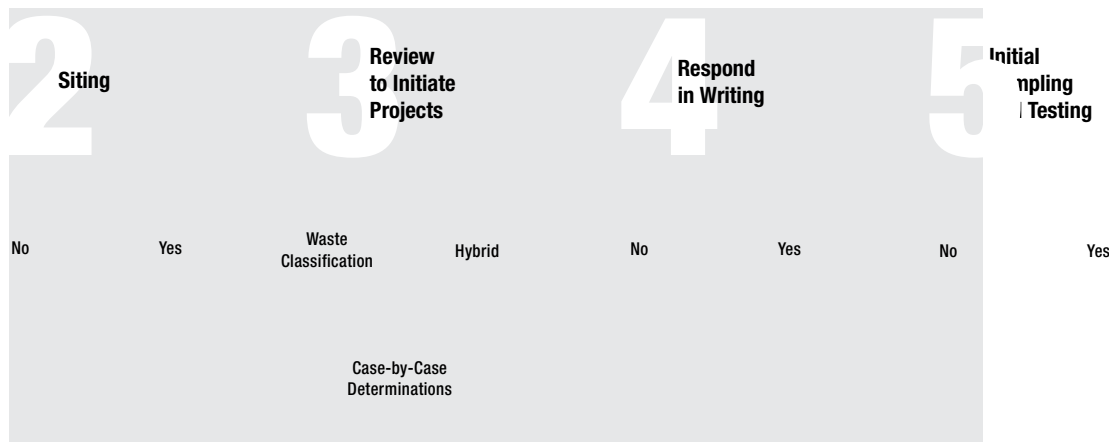 2
Siting
3
Review
to Initiate
Projects
4
Respond
in Writing
5
Initial
Testing
No
Yes
Waste
Classification
Hybrid
No
Yes
No
Yes
Case-by-Case
Determinations